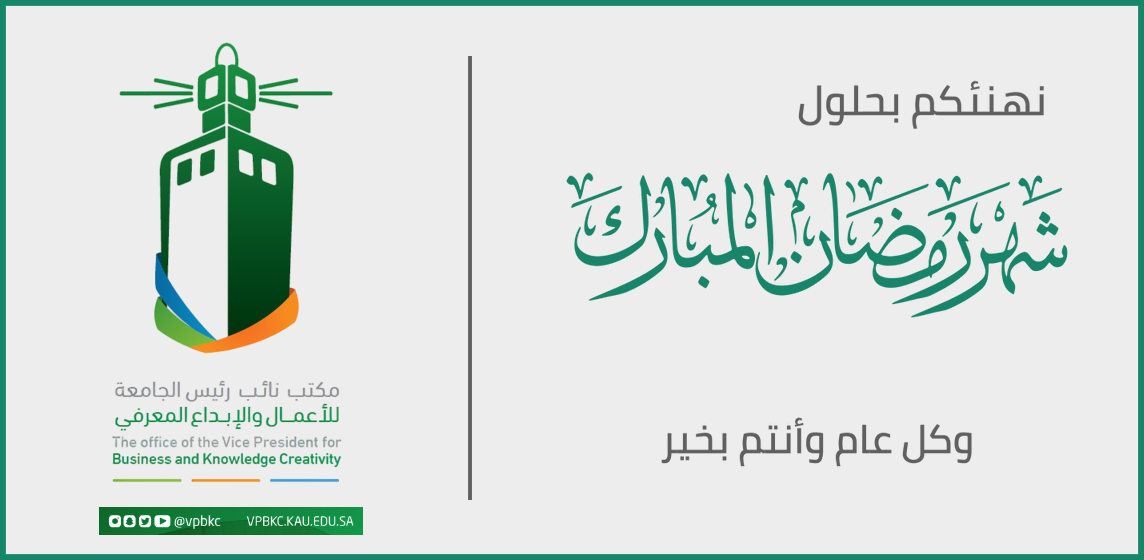 نهنئكم بحلول
شهر رمضان المبارك
وكل عام وأنتم بخير
مكتب نائب رئيس الجامعة
للأعمال والإبداع المعرفي
The office of the Vice President for
Business and Knowledge Creativity
@vpbkc VPBKC.KAU.EDU.SA